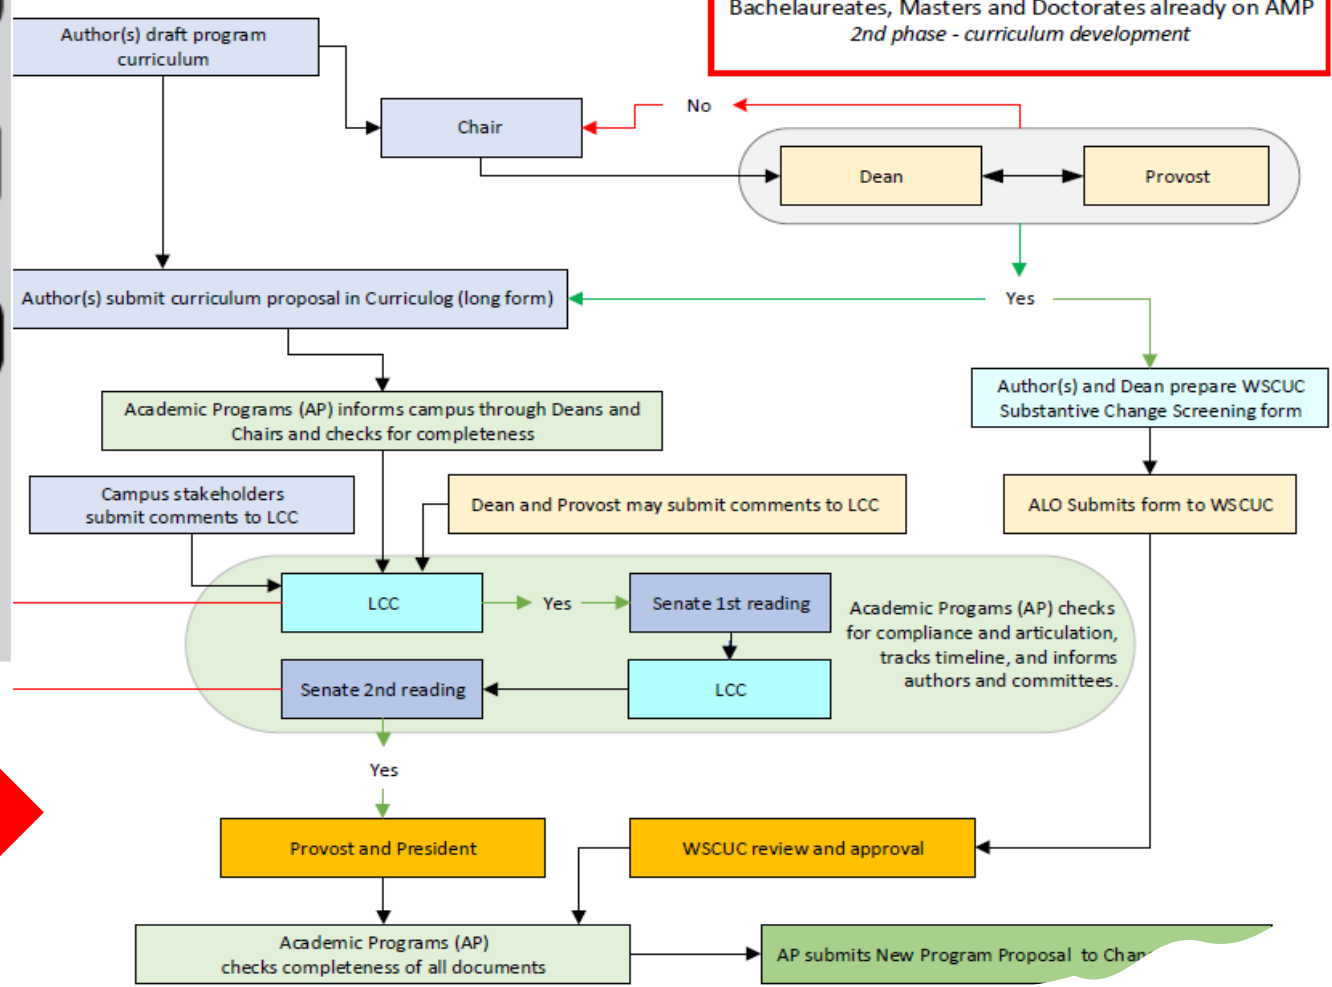 Bachelaureates, Masters and Doctorates already on AMP
2nd phase - curriculum development
Author(s) draft program
curriculum
Chair
No
Dean
Provost
Author(s) submit curriculum proposal in Curriculog (long form)
Yes
Academic Programs (AP) informs campus through Deans and
Chairs and checks for completeness
Author(s) and Dean prepare WSCUC
Substantive Change Screening form
Campus stakeholders
submit comments to LCC
Dean and Provost may submit comments to LCC
ALO Submits form to WSCUC
LCC
Yes
Senate 1st reading
Academic Progams (AP) checks
for compliance and articulation,
tracks timeline, and informs
authors and committees.
Senate 2nd reading
LCC
Yes
Provost and President
WSCUC review and approval
Academic Programs (AP)
checks completeness of all documents
AP submits New Program Proposal to